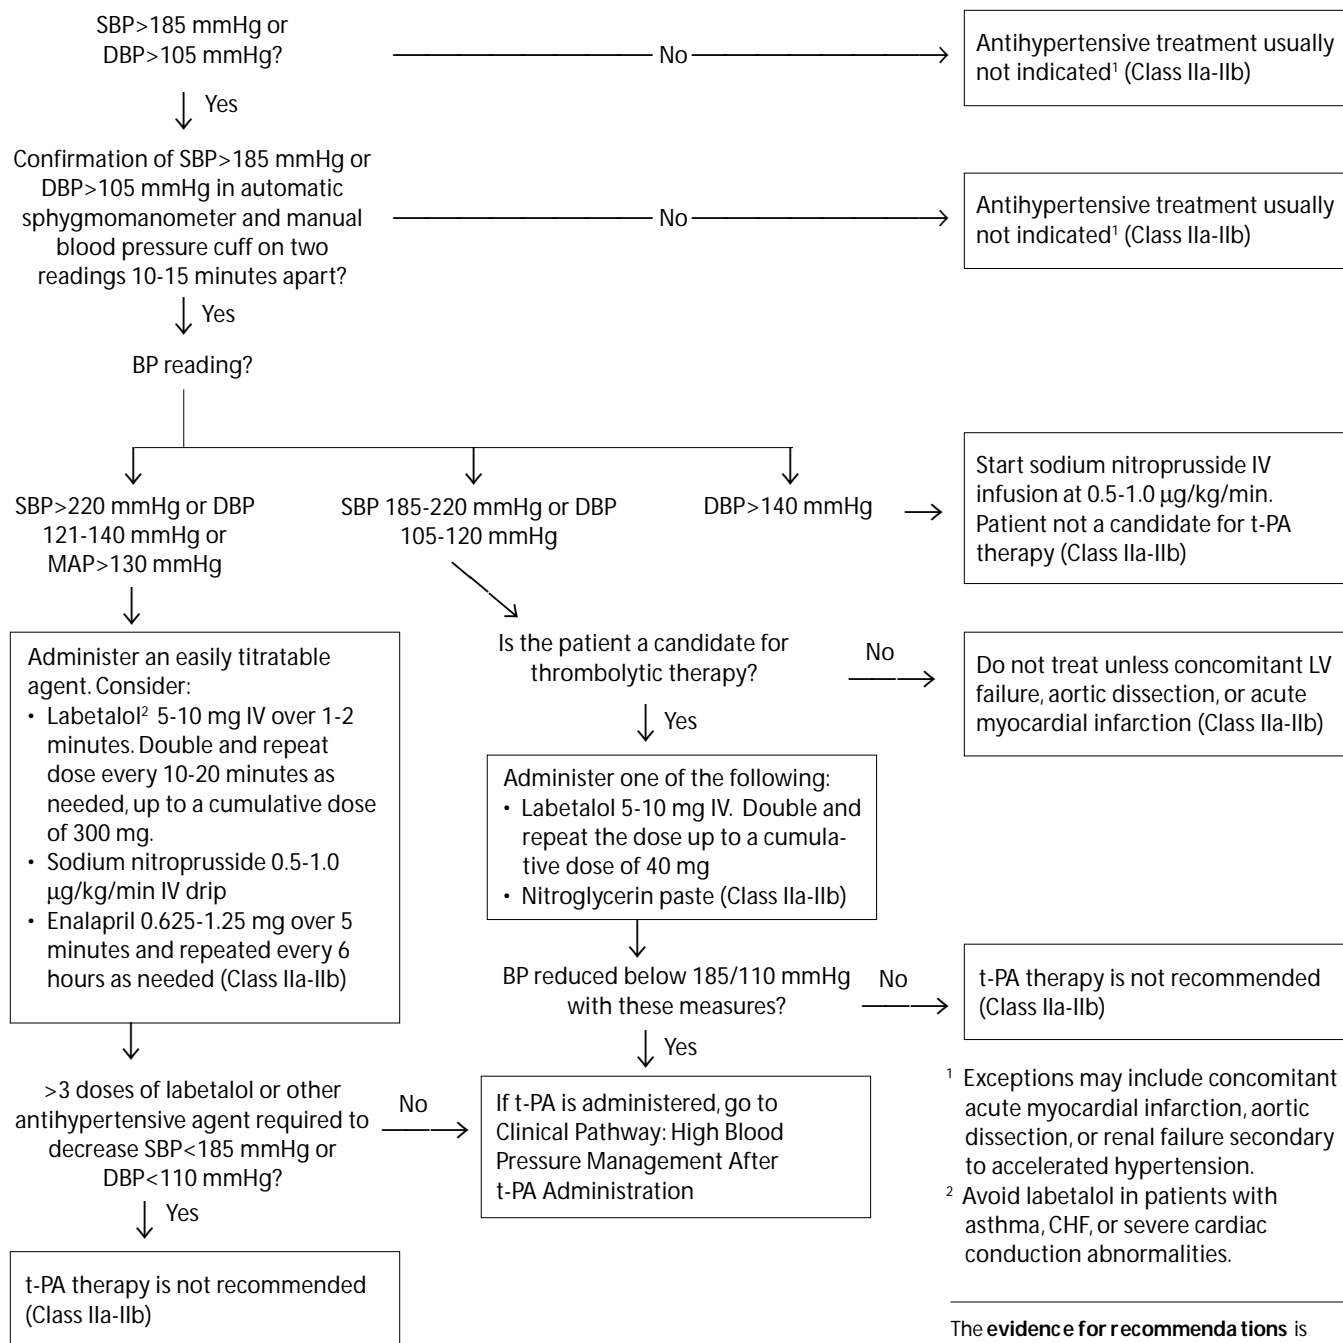 SBP>185 mmHg or
DBP>105 mmHg?
No
Antihypertensive treatment usually
not indicated¹ (Class IIa-IIb)
Yes
Confirmation of SBP>185 mmHg or
DBP>105 mmHg in automatic
sphygmomanometer and manual
blood pressure cuff on two
readings 10-15 minutes apart?
No
Antihypertensive treatment usually
not indicated¹ (Class IIa-IIb)
Yes
BP reading?
SBP>220 mmHg or DBP
121-140 mmHg or
MAP>130 mmHg
SBP 185-220 mmHg or DBP
105-120 mmHg
DBP>140 mmHg
Start sodium nitroprusside IV
infusion at 0.5-1.0 μg/kg/min.
Patient not a candidate for t-PA
therapy (Class IIa-IIb)
Administer an easily titratable
agent. Consider:
• Labetalol² 5-10 mg IV over 1-2
minutes. Double and repeat
dose every 10-20 minutes as
needed, up to a cumulative dose
of 300 mg.
• Sodium nitroprusside 0.5-1.0
μg/kg/min IV drip
• Enalapril 0.625-1.25 mg over 5
minutes and repeated every 6
hours as needed (Class IIa-IIb)
Is the patient a candidate for
thrombolytic therapy?
No
Do not treat unless concomitant LV
failure, aortic dissection, or acute
myocardial infarction (Class IIa-IIb)
Yes
Administer one of the following:
• Labetalol 5-10 mg IV. Double and
repeat the dose up to a cumula-
tive dose of 40 mg
• Nitroglycerin paste (Class IIa-IIb)
BP reduced below 185/110 mmHg
with these measures?
No
t-PA therapy is not recommended
(Class IIa-IIb)
Yes
>3 doses of labetalol or other
antihypertensive agent required to
decrease SBP<185 mmHg or
DBP<110 mmHg?
No
If t-PA is administered, go to
Clinical Pathway: High Blood
Pressure Management After
t-PA Administration
Yes
t-PA therapy is not recommended
(Class IIa-IIb)
¹ Exceptions may include concomitant
acute myocardial infarction, aortic
dissection, or renal failure secondary
to accelerated hypertension.
² Avoid labetalol in patients with
asthma, CHF, or severe cardiac
conduction abnormalities.
The evidence for recommendations is